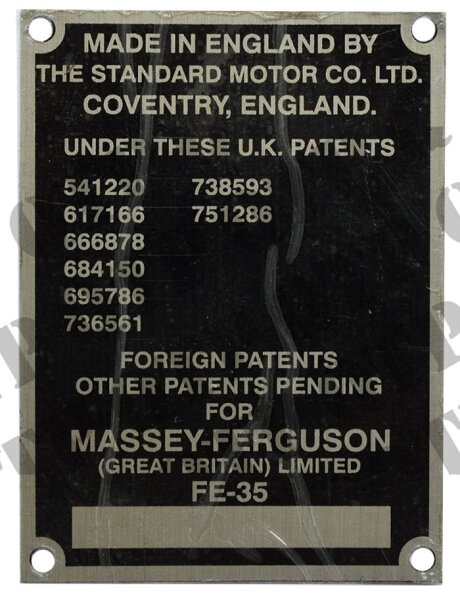 MADE IN ENGLAND BY
THE STANDARD MOTOR CO. LTD.
COVENTRY, ENGLAND.
UNDER THESE U.K. PATENTS
541220 738593
617166 751286
666878
684150
695786
736561
FOREIGN PATENTS
OTHER PATENTS PENDING
FOR
MASSEY-FERGUSON
(GREAT BRITAIN) LIMITED
FE-35